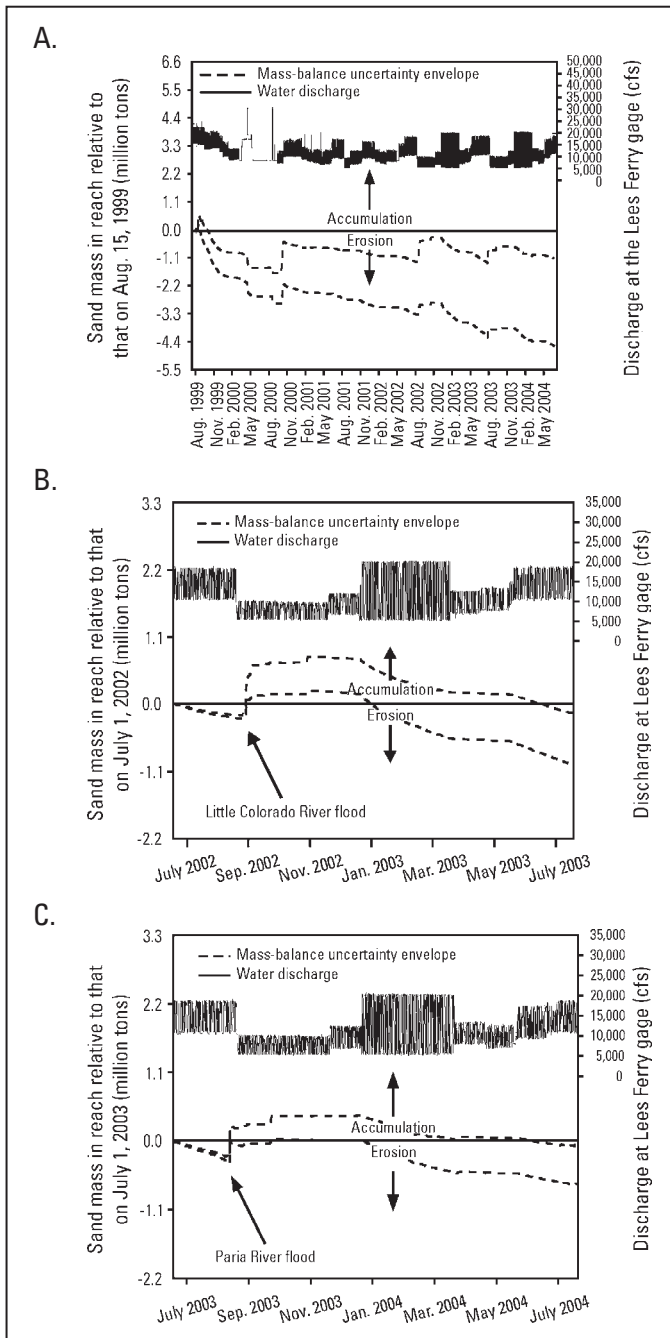 A.
Sand mass in reach relative to
that on Aug. 15, 1999 (million tons)
6.6
5.5
4.4
3.3
2.2
1.1
0.0
-1.1
-2.2
-3.3
-4.4
-5.5
Mass-balance uncertainty envelope
Water discharge
Accumulation
Erosion
50,000
45,000
40,000
35,000
30,000
25,000
20,000
15,000
10,000
5,000
0
Discharge at the Lees Ferry gage (cfs)
Aug. 1999
Nov. 1999
Feb. 2000
May 2000
Aug. 2000
Nov. 2000
Feb. 2001
May 2001
Aug. 2001
Nov. 2001
Feb. 2002
May 2002
Aug. 2002
Nov. 2002
Feb. 2003
May 2003
Aug. 2003
Nov. 2003
Feb. 2004
May 2004
B.
Sand mass in reach relative to that
on July 1, 2002 (million tons)
3.3
2.2
1.1
0.0
-1.1
-2.2
Mass-balance uncertainty envelope
Water discharge
Accumulation
Erosion
Little Colorado River flood
35,000
30,000
25,000
20,000
15,000
10,000
5,000
0
Discharge at Lees Ferry gage (cfs)
July 2002
Sep. 2002
Nov. 2002
Jan. 2003
Mar. 2003
May 2003
July 2003
C.
Sand mass in reach relative to that
on July 1, 2003 (million tons)
3.3
2.2
1.1
0.0
-1.1
-2.2
Mass-balance uncertainty envelope
Water discharge
Accumulation
Erosion
Paria River flood
35,000
30,000
25,000
20,000
15,000
10,000
5,000
0
Discharge at Lees Ferry gage (cfs)
July 2003
Sep. 2003
Nov. 2003
Jan. 2004
Mar. 2004
May 2004
July 2004